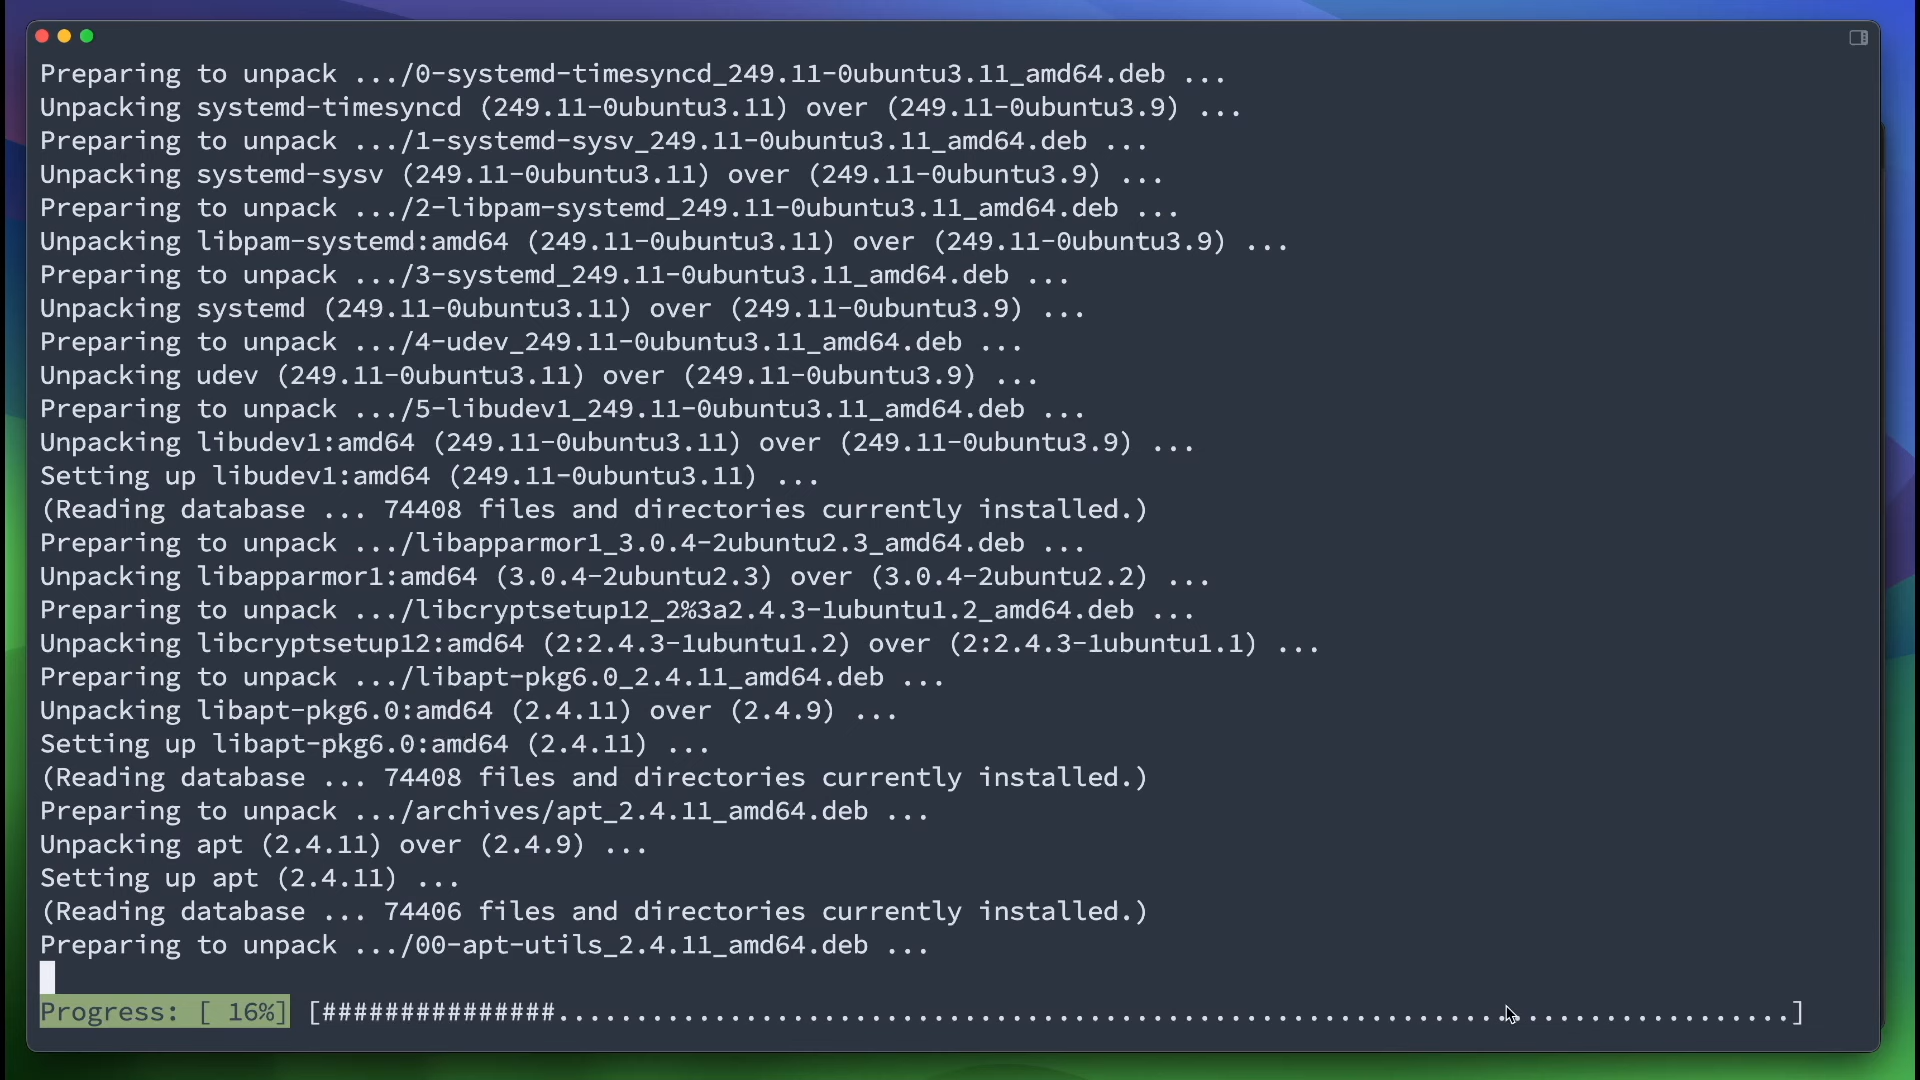 Preparing to unpack .../0-systemd-timesyncd_249.11-0ubuntu3.11_amd64.deb ...
Unpacking systemd-timesyncd (249.11-0ubuntu3.11) over (249.11-0ubuntu3.9) ...
Preparing to unpack .../1-systemd-sysv_249.11-0ubuntu3.11_amd64.deb ...
Unpacking systemd-sysv (249.11-0ubuntu3.11) over (249.11-0ubuntu3.9) ...
Preparing to unpack .../2-libpam-systemd_249.11-0ubuntu3.11_amd64.deb ...
Unpacking libpam-systemd:amd64 (249.11-0ubuntu3.11) over (249.11-0ubuntu3.9) ...
Preparing to unpack .../3-systemd_249.11-0ubuntu3.11_amd64.deb ...
Unpacking systemd (249.11-0ubuntu3.11) over (249.11-0ubuntu3.9) ...
Preparing to unpack .../4-udev_249.11-0ubuntu3.11_amd64.deb ...
Unpacking udev (249.11-0ubuntu3.11) over (249.11-0ubuntu3.9) ...
Preparing to unpack .../5-libudev1_249.11-0ubuntu3.11_amd64.deb ...
Unpacking libudev1:amd64 (249.11-0ubuntu3.11) over (249.11-0ubuntu3.9) ...
Setting up libudev1:amd64 (249.11-0ubuntu3.11) ...
(Reading database ... 74408 files and directories currently installed.)
Preparing to unpack .../libapparmor1_3.0.4-2ubuntu2.3_amd64.deb ...
Unpacking libapparmor1:amd64 (3.0.4-2ubuntu2.3) over (3.0.4-2ubuntu2.2) ...
Preparing to unpack .../libcryptsetup12_2%3a2.4.3-1ubuntu1.2_amd64.deb ...
Unpacking libcryptsetup12:amd64 (2:2.4.3-1ubuntu1.2) over (2:2.4.3-1ubuntu1.1) ...
Preparing to unpack .../libapt-pkg6.0_2.4.11_amd64.deb ...
Unpacking libapt-pkg6.0:amd64 (2.4.11) over (2.4.9) ...
Setting up libapt-pkg6.0:amd64 (2.4.11) ...
(Reading database ... 74408 files and directories currently installed.)
Preparing to unpack .../archives/apt_2.4.11_amd64.deb ...
Unpacking apt (2.4.11) over (2.4.9) ...
Setting up apt (2.4.11) ...
(Reading database ... 74406 files and directories currently installed.)
Preparing to unpack .../00-apt-utils_2.4.11_amd64.deb ...
Progress: [ 16%] [###############...............................................................................]